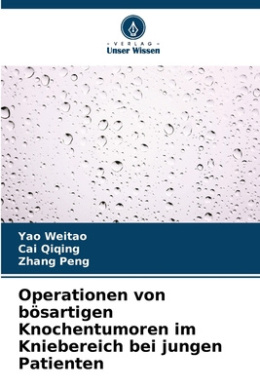 VERLAG
Unser Wissen
Yao Weitao
Cai Qiqing
Zhang Peng
Operationen von
bösartigen
Knochentumoren im
Kniebereich bei jungen
Patienten